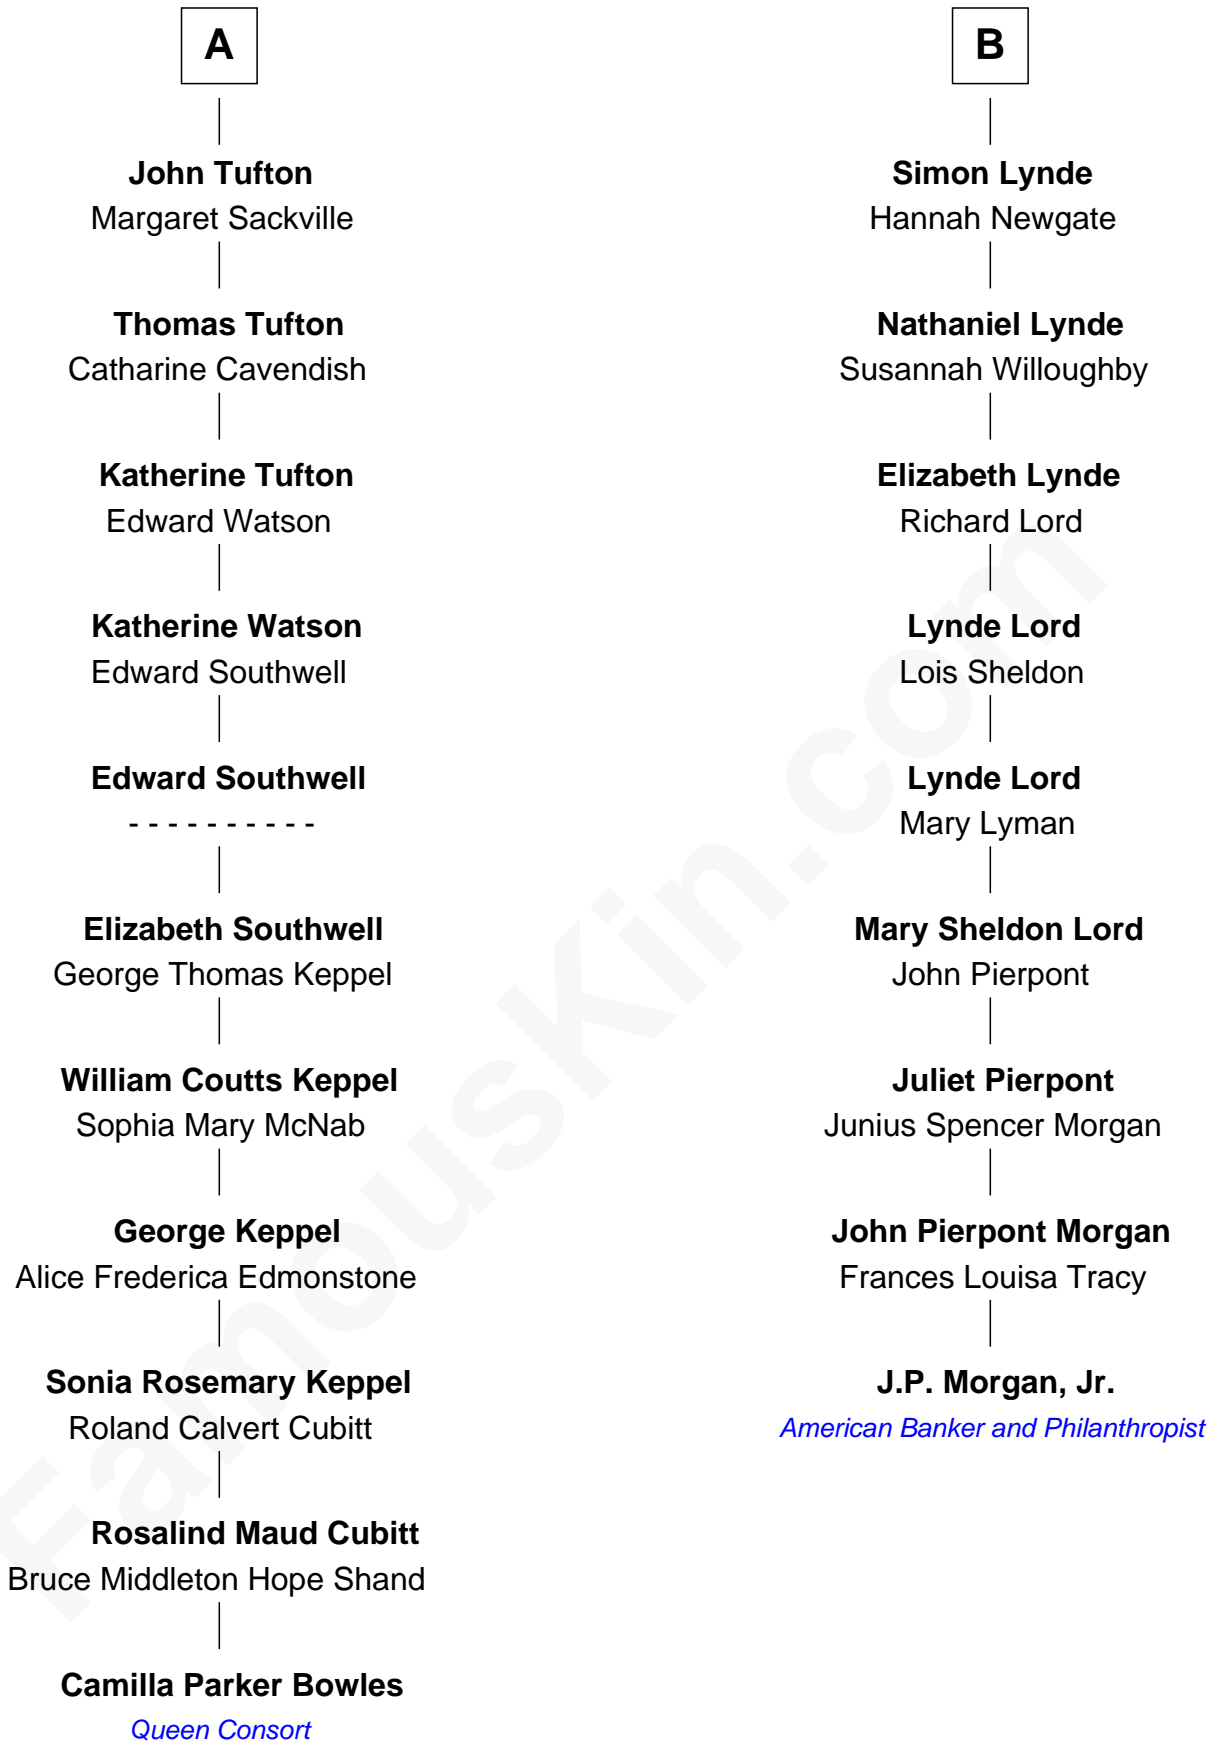 A
John Tufton
Margaret Sackville
Thomas Tufton
Catharine Cavendish
Katherine Tufton
Edward Watson
Katherine Watson
Edward Southwell
Edward Southwell
- - - - - - - - - -
Elizabeth Southwell
George Thomas Keppel
William Coutts Keppel
Sophia Mary McNab
George Keppel
Alice Frederica Edmonstone
Sonia Rosemary Keppel
Roland Calvert Cubitt
Rosalind Maud Cubitt
Bruce Middleton Hope Shand
Camilla Parker Bowles
Queen Consort
B
Simon Lynde
Hannah Newgate
Nathaniel Lynde
Susannah Willoughby
Elizabeth Lynde
Richard Lord
Lynde Lord
Lois Sheldon
Lynde Lord
Mary Lyman
Mary Sheldon Lord
John Pierpont
Juliet Pierpont
Junius Spencer Morgan
John Pierpont Morgan
Frances Louisa Tracy
J.P. Morgan, Jr.
American Banker and Philanthropist
FamousKin.com